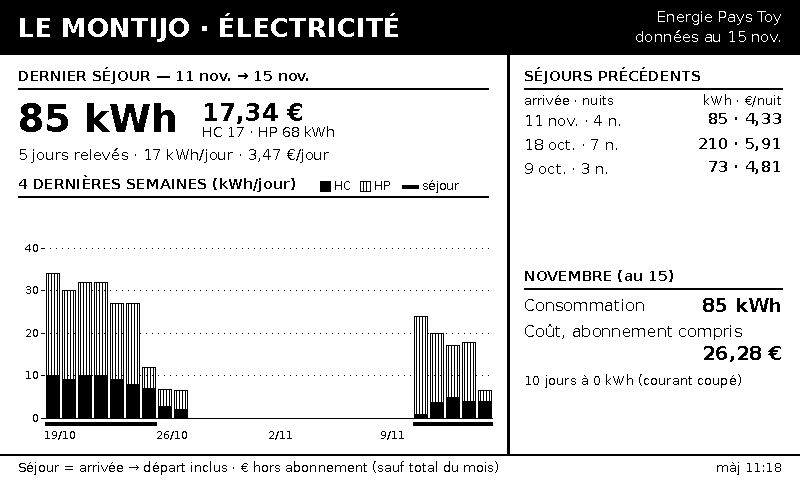 LE MONTIJO · ÉLECTRICITÉ
Energie Pays Toy
données au 15 nov.
DERNIER SÉJOUR — 11 nov. → 15 nov.
85 kWh
17,34 €
HC 17 · HP 68 kWh
5 jours relevés · 17 kWh/jour · 3,47 €/jour
4 DERNIÈRES SEMAINES (kWh/jour)
HC HP séjour
40
30
20
10
0
19/10 26/10 2/11 9/11
SÉJOURS PRÉCÉDENTS
arrivée · nuits kWh · €/nuit
11 nov. · 4 n. 85 · 4,33
18 oct. · 7 n. 210 · 5,91
9 oct. · 3 n. 73 · 4,81
NOVEMBRE (au 15)
Consommation 85 kWh
Coût, abonnement compris
26,28 €
10 jours à 0 kWh (courant coupé)
Séjour = arrivée → départ inclus · € hors abonnement (sauf total du mois)
màj 11:18